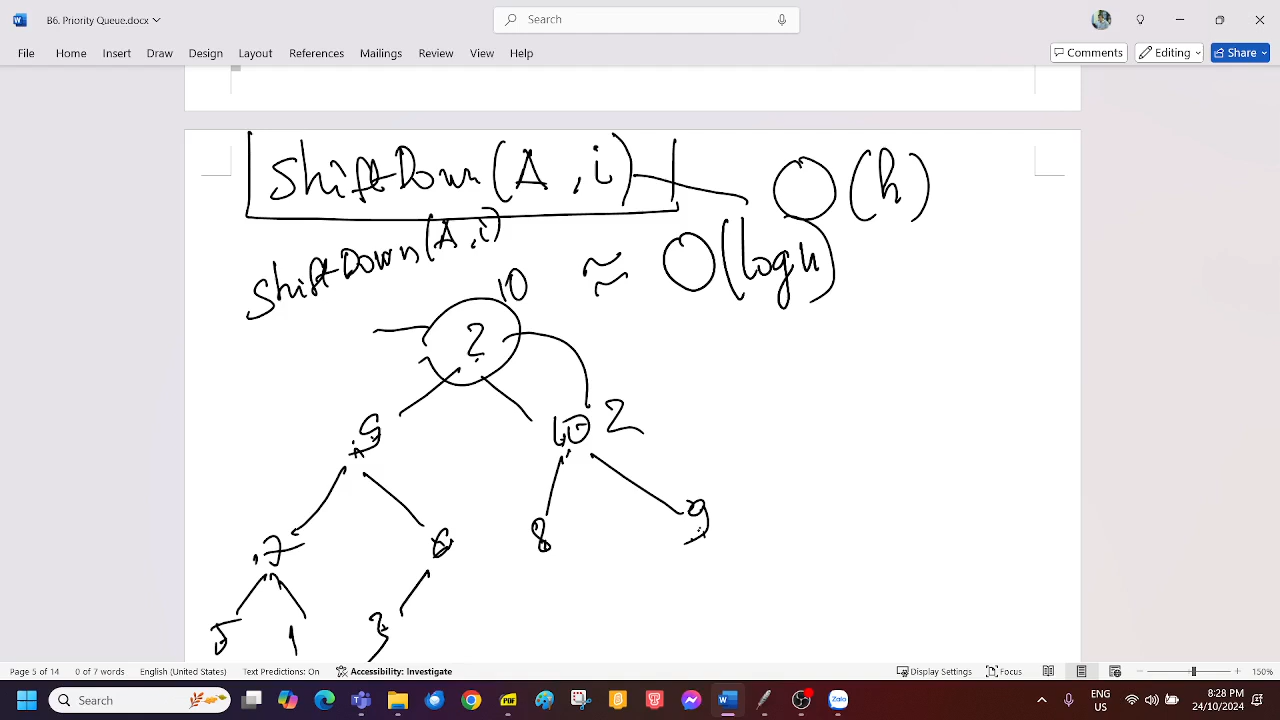 B6. Priority Queue.docx
Search
File Home Insert Draw Design Layout References Mailings Review View Help
Comments Editing Share
ShiftDown(A, i) O(h)
ShiftDown(A, i) ≈ O(logn)
10
2
9 10 2
7 6 8 9
5 1 3
Page 5 of 14 0 of 7 words English (United States) Text Predictions: On Accessibility: Investigate Display Settings Focus 150%
Search PDF Zalo ENG US 8:28 PM 24/10/2024